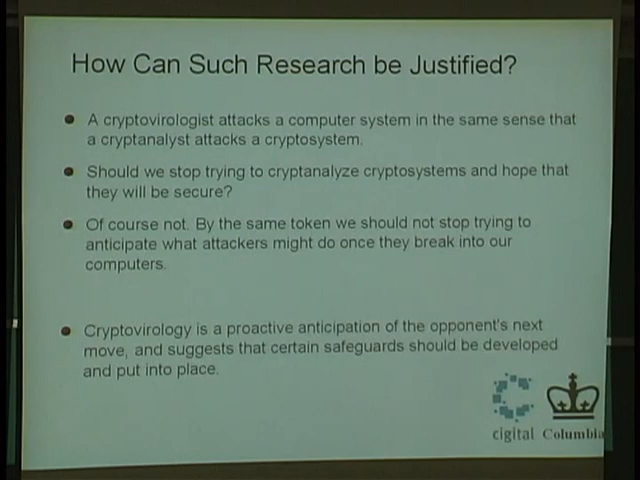 How Can Such Research be Justified?
A cryptovirologist attacks a computer system in the same sense that
a cryptanalyst attacks a cryptosystem.
Should we stop trying to cryptanalyze cryptosystems and hope that
they will be secure?
Of course not. By the same token we should not stop trying to
anticipate what attackers might do once they break into our
computers.
Cryptovirology is a proactive anticipation of the opponent's next
move, and suggests that certain safeguards should be developed
and put into place.
cigital Columbia